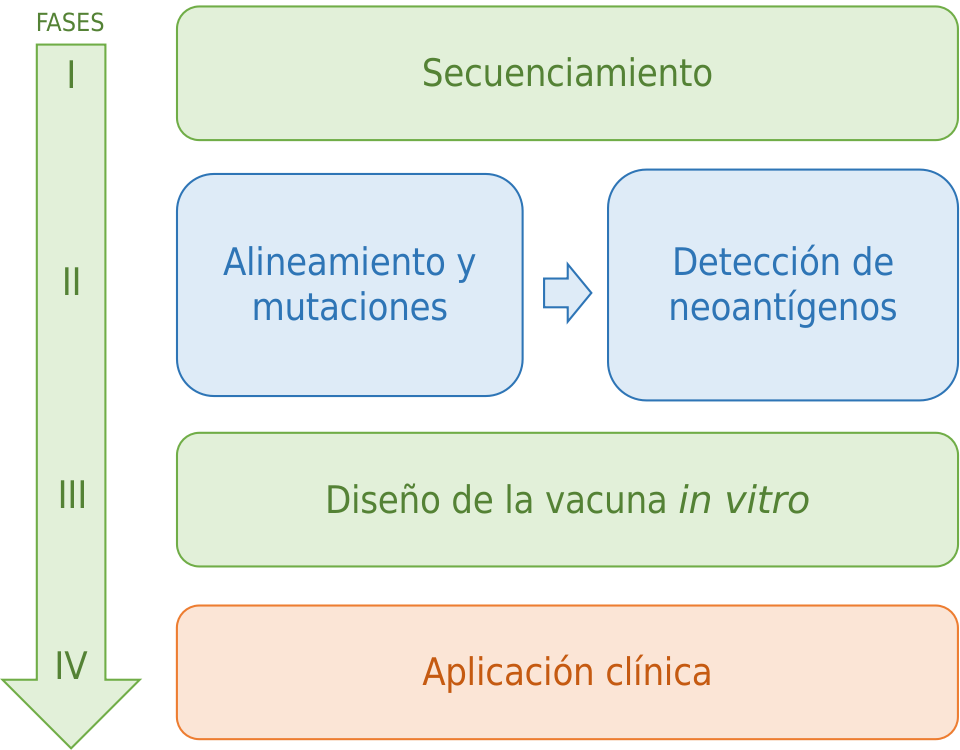 FASES
I
Secuenciamiento
II
Alineamiento y
mutaciones
Detección de
neoantígenos
III
Diseño de la vacuna in vitro
IV
Aplicación clínica